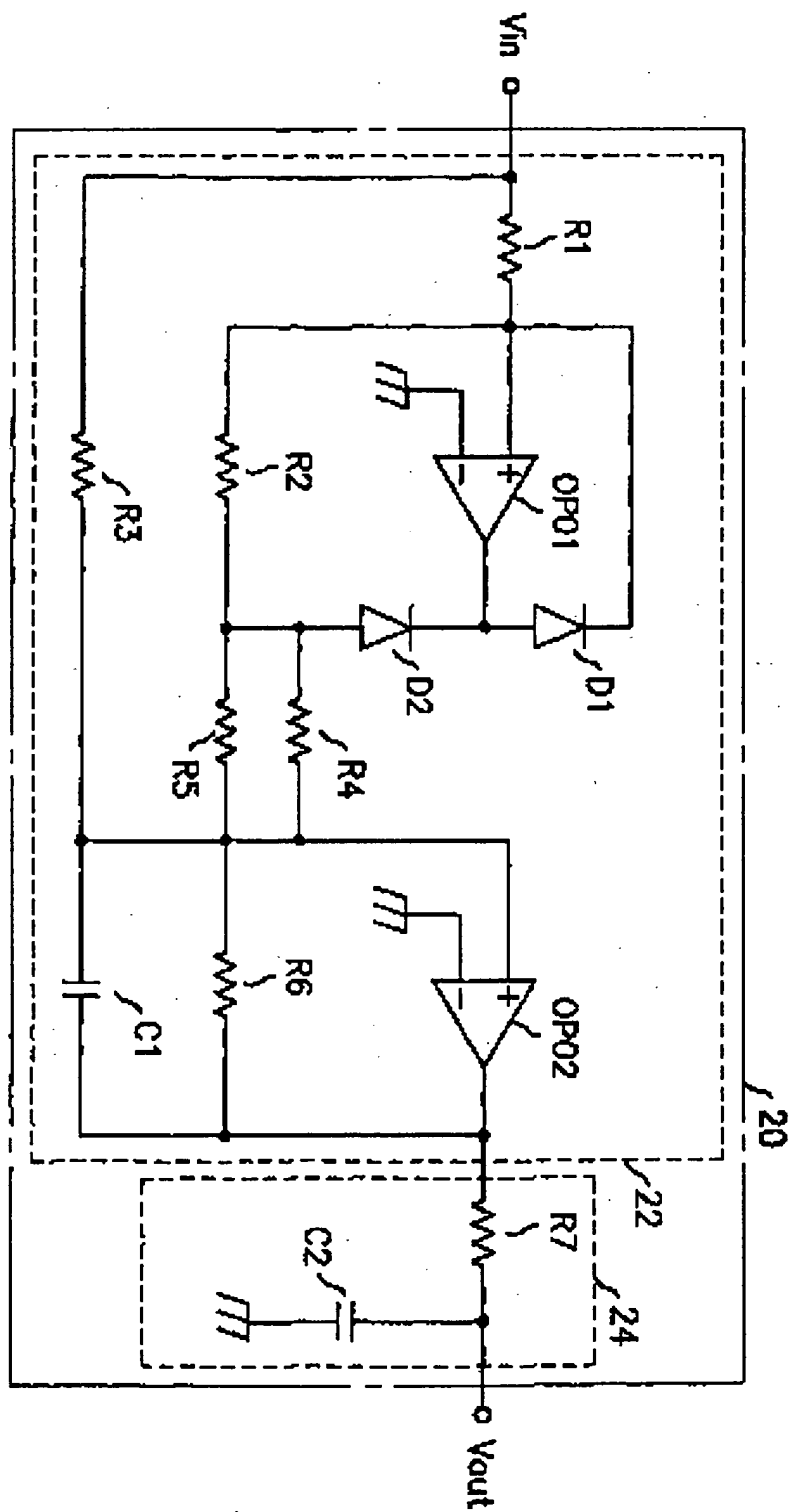 Vin
R1
R2
R3
OP01
D1
D2
R4
R5
R6
C1
OP02
20
22
R7
C2
24
Vout
+
−
+
−